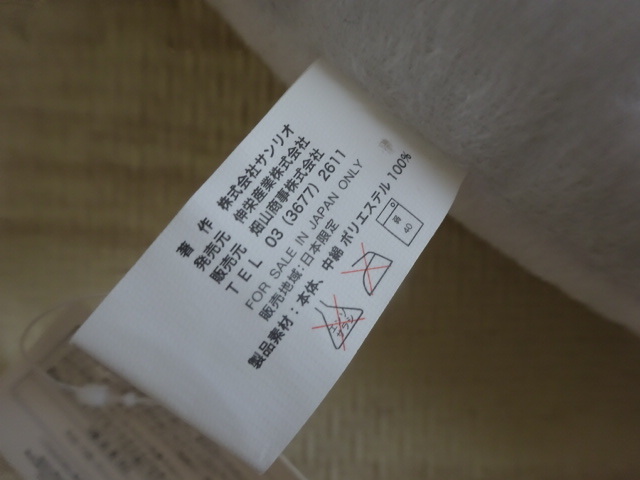 著　作　株式会社サンリオ
発売元　伸栄産業株式会社
販売元　畑山商事株式会社
TEL 03 (3677) 2611
FOR SALE IN JAPAN ONLY
販売地域:日本限定
製品素材:本体、中綿 ポリエステル 100%
弱
40